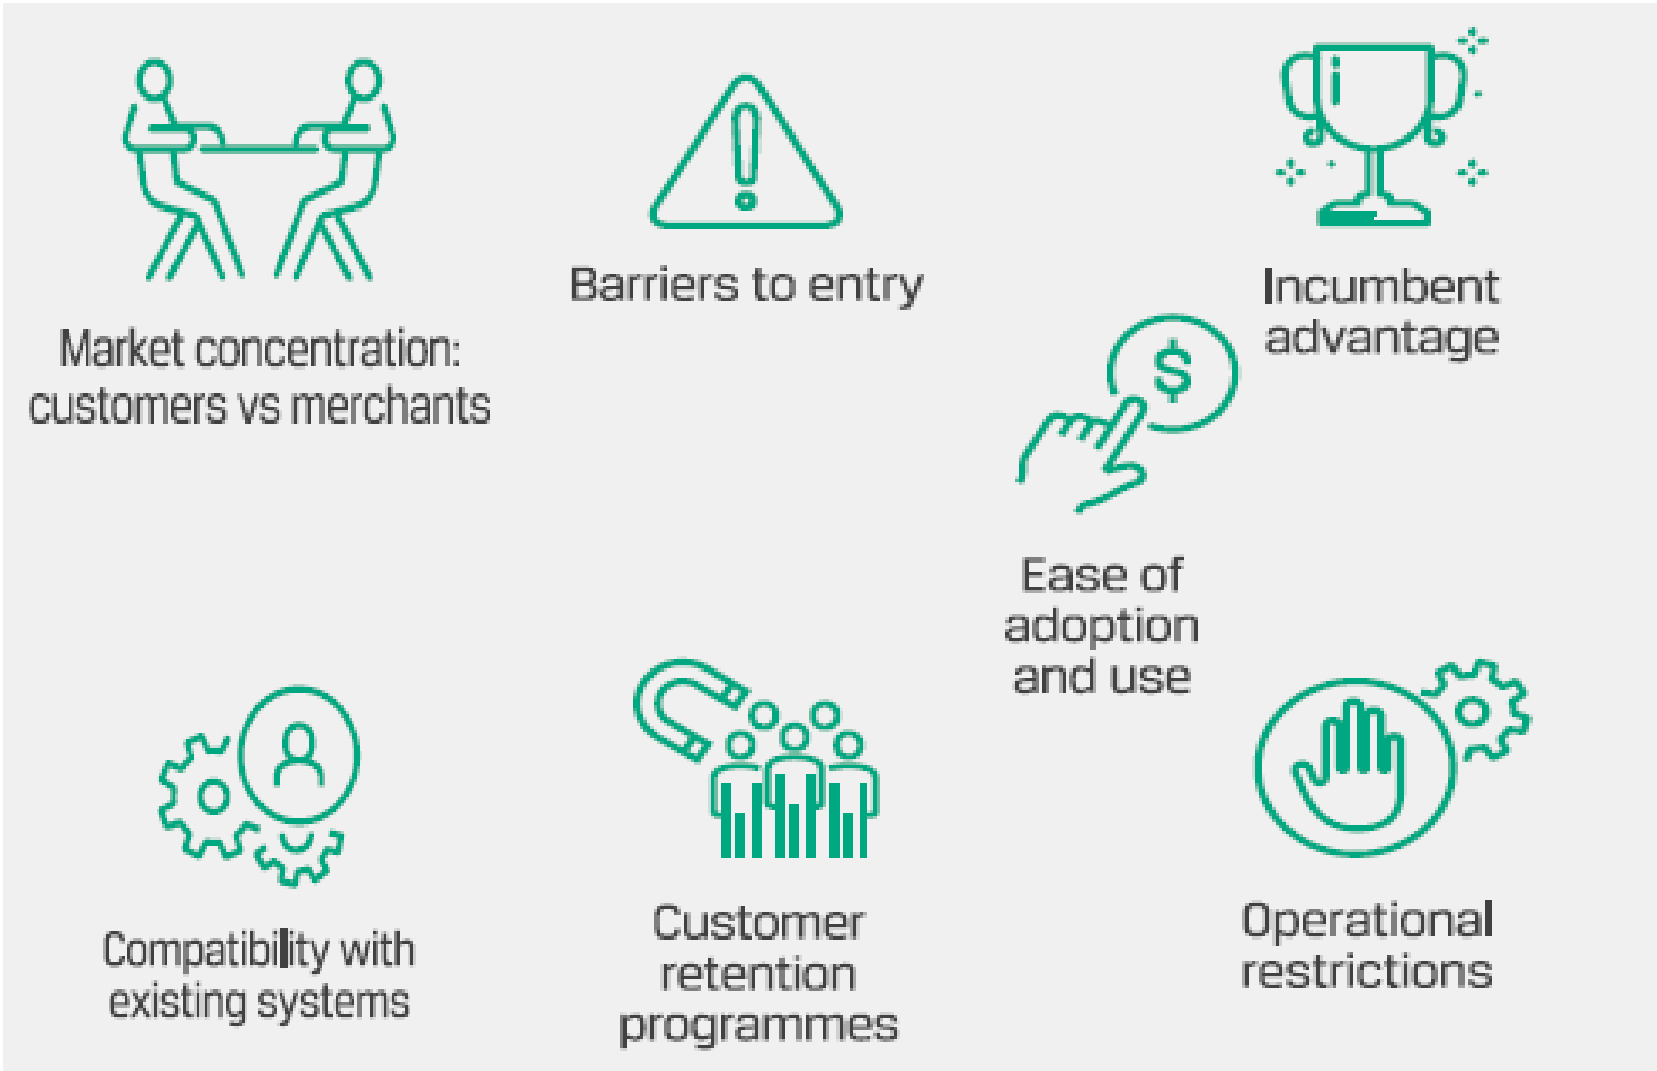 Market concentration:
customers vs merchants
Barriers to entry
Incumbent
advantage
$
Ease of
adoption
and use
Compatibility with
existing systems
Customer
retention
programmes
Operational
restrictions